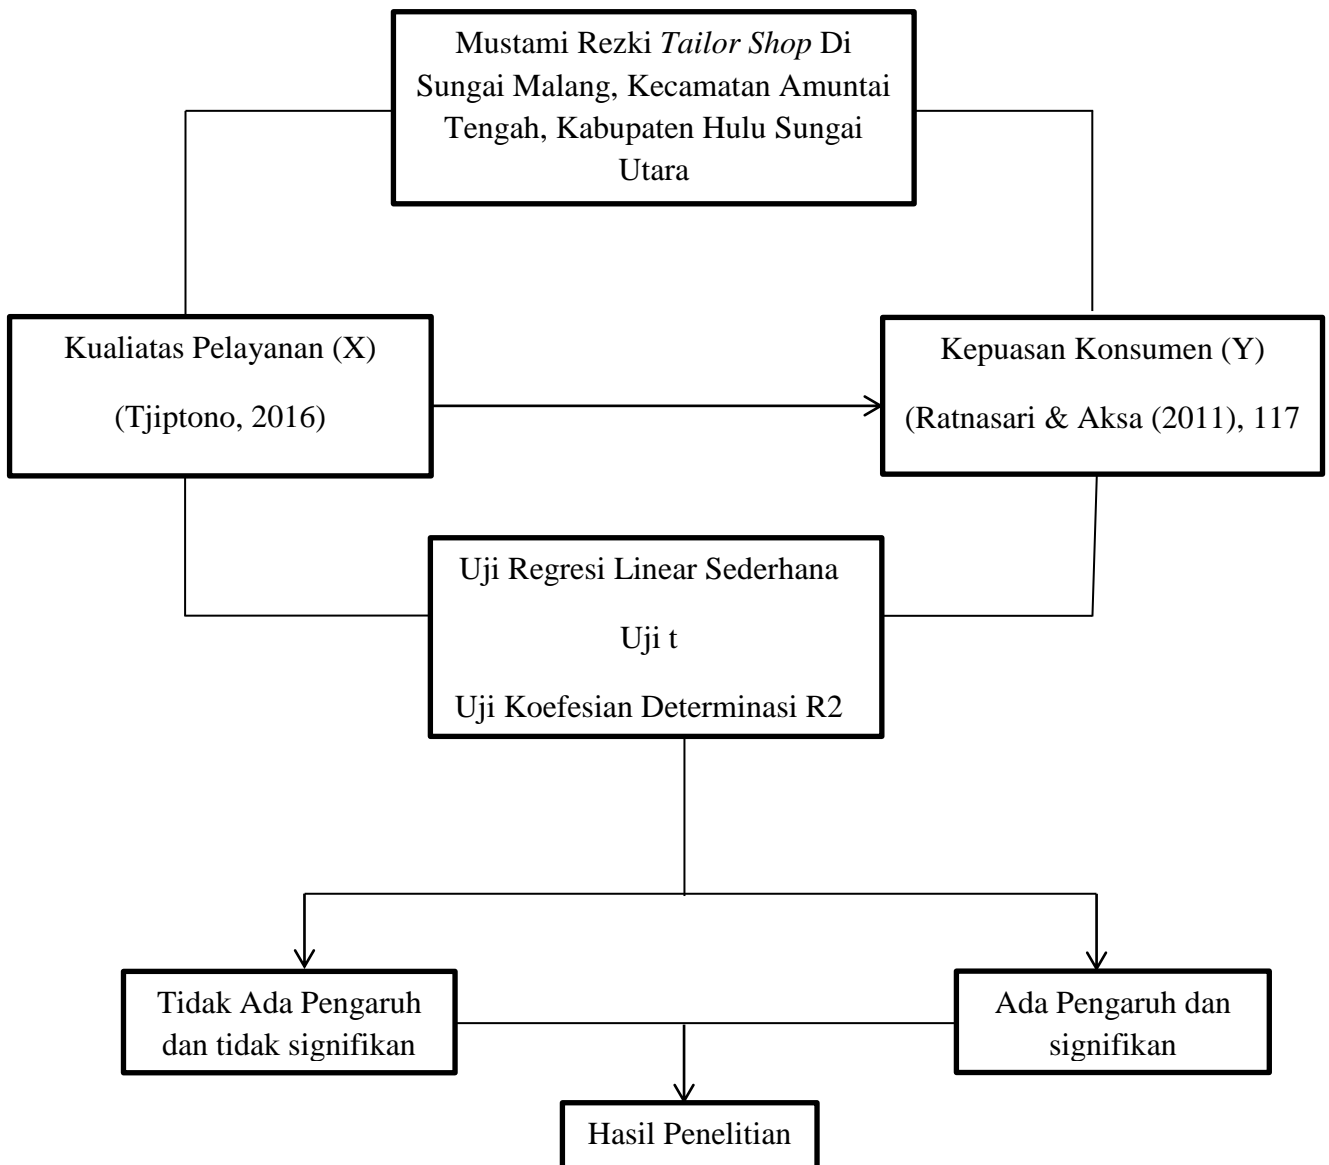 Mustami Rezki Tailor Shop Di
Sungai Malang, Kecamatan Amuntai
Tengah, Kabupaten Hulu Sungai
Utara
Kualiatas Pelayanan (X)
(Tjiptono, 2016)
Kepuasan Konsumen (Y)
(Ratnasari & Aksa (2011), 117
Uji Regresi Linear Sederhana
Uji t
Uji Koefesian Determinasi R2
Tidak Ada Pengaruh
dan tidak signifikan
Ada Pengaruh dan
signifikan
Hasil Penelitian